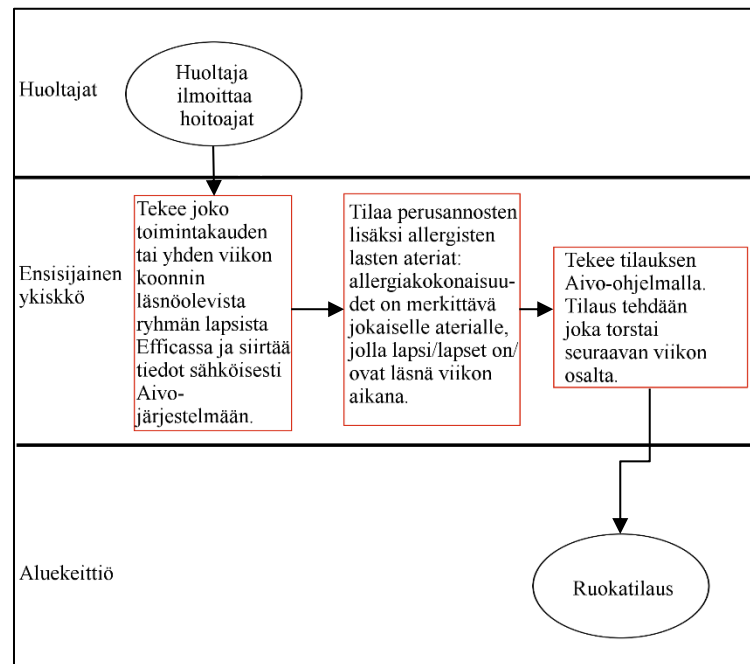 Huoltajat
Huoltaja
ilmoittaa
hoitoajat
Ensisijainen
ykiskkö
Tekee joko
toimintakauden
tai yhden viikon
koonnin
läsnäolevista
ryhmän lapsista
Efficassa ja siirtää
tiedot sähköisesti
Aivo-
järjestelmään.
Tilaa perusannosten
lisäksi allergisten
lasten ateriat:
allergiakokonaisuu-
det on merkittävä
jokaiselle aterialle,
jolla lapsi/lapset on/
ovat läsnä viikon
aikana.
Tekee tilauksen
Aivo-ohjelmalla.
Tilaus tehdään
joka torstai
seuraavan viikon
osalta.
Aluekeittiö
Ruokatilaus